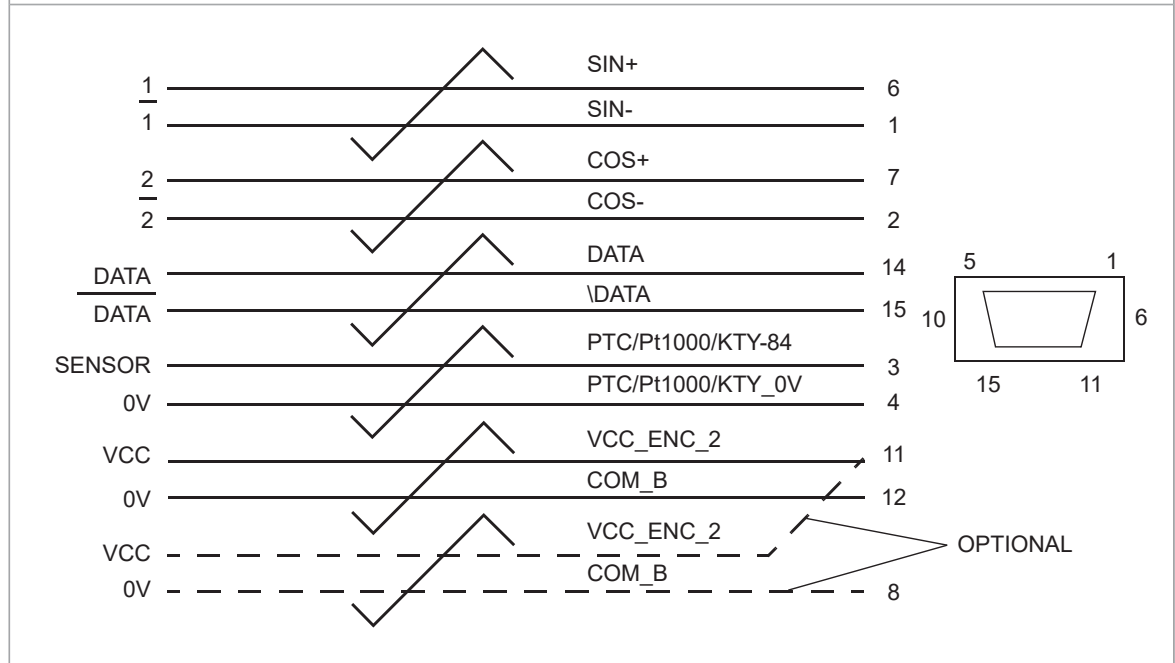 1 SIN+ 6
1 SIN- 1
2 COS+ 7
2 COS- 2
DATA DATA 14
DATA \DATA 15
SENSOR PTC/Pt1000/KTY-84 3
0V PTC/Pt1000/KTY_0V 4
VCC VCC_ENC_2 11
0V COM_B 12
VCC VCC_ENC_2
0V COM_B 8
OPTIONAL
5 1
10 6
15 11